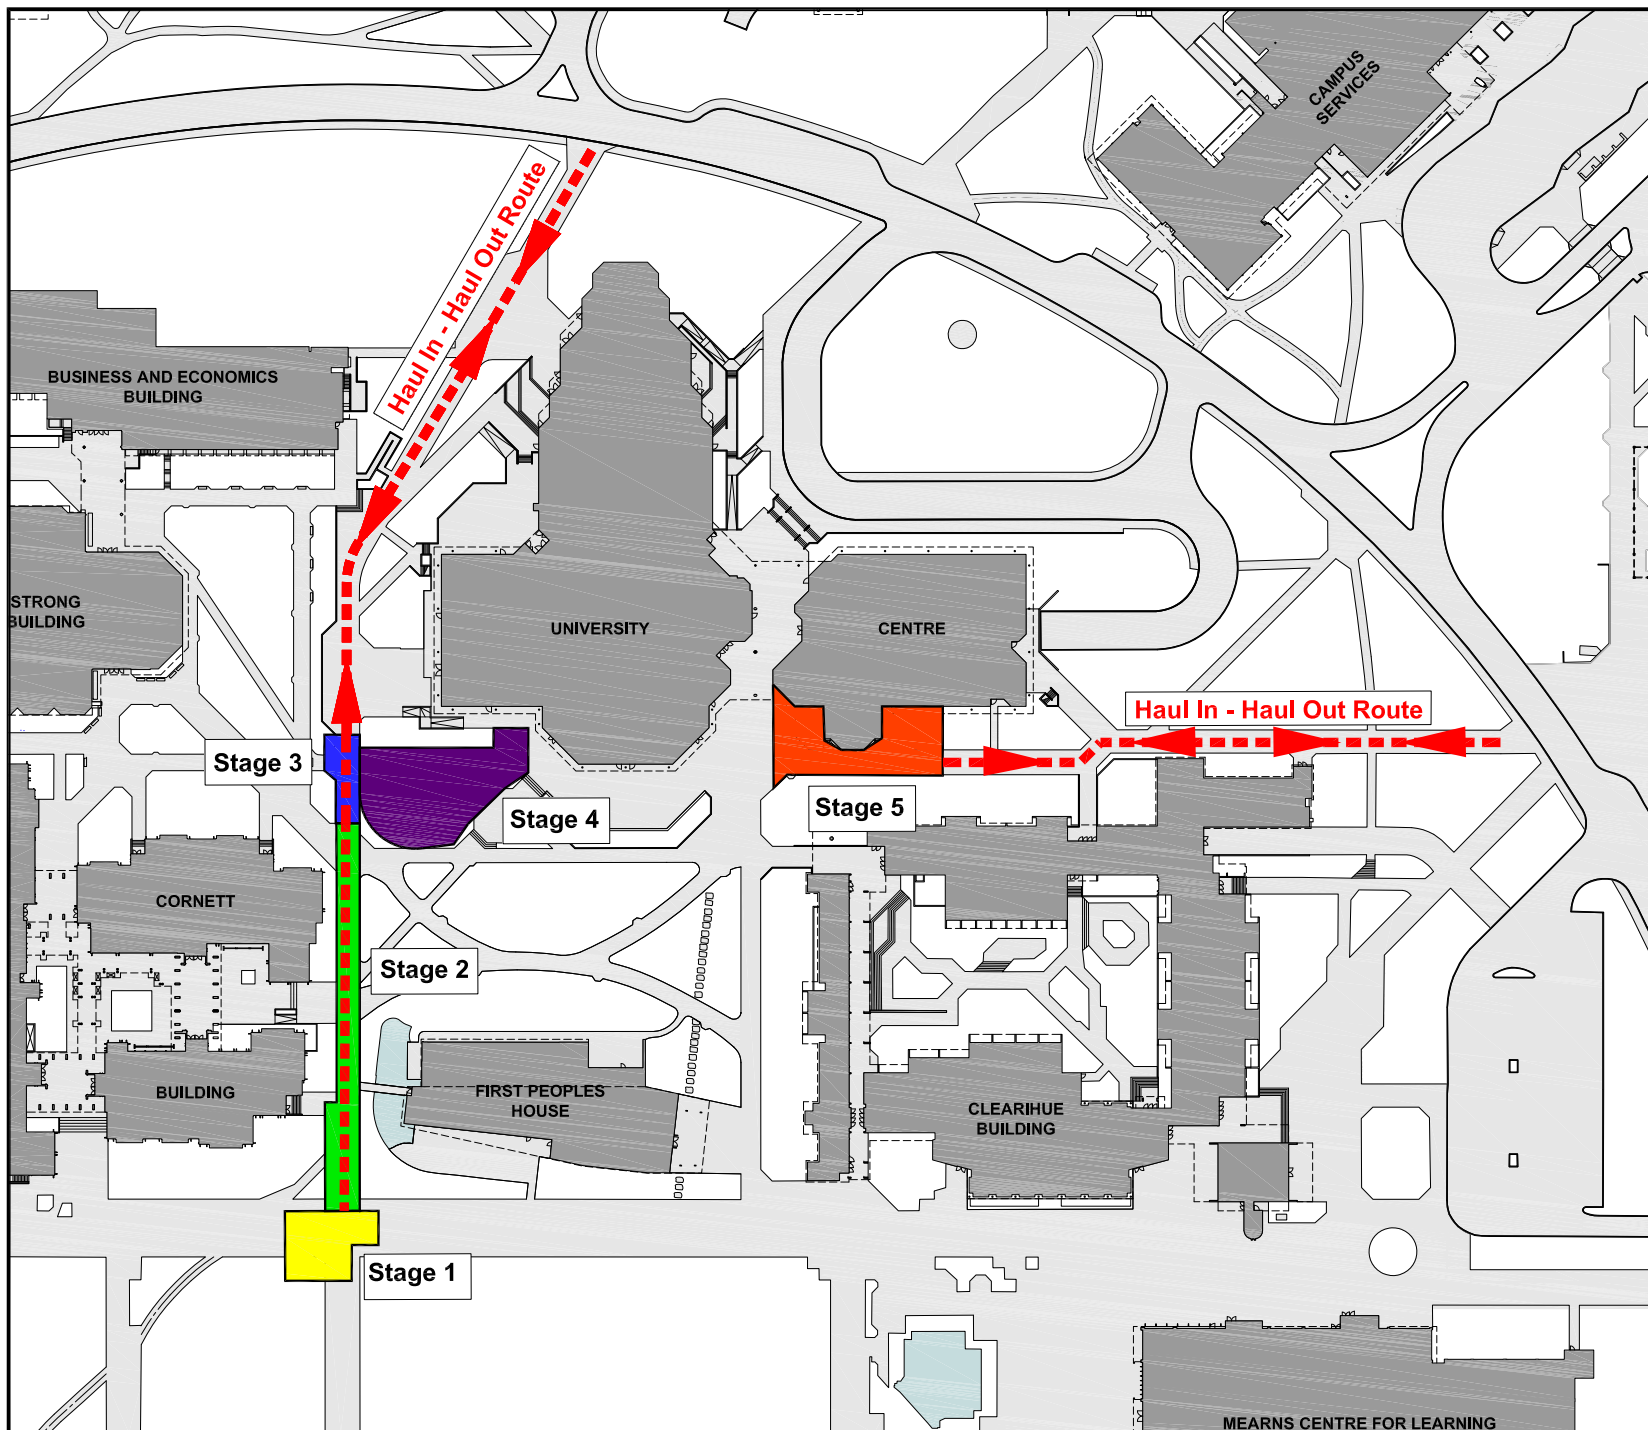 CAMPUS
SERVICES
Haul In - Haul Out Route
BUSINESS AND ECONOMICS
BUILDING
STRONG
BUILDING
UNIVERSITY
CENTRE
Haul In - Haul Out Route
Stage 3
Stage 4
Stage 5
CORNETT
Stage 2
BUILDING
FIRST PEOPLES
HOUSE
CLEARIHUE
BUILDING
Stage 1
MEARNS CENTRE FOR LEARNING